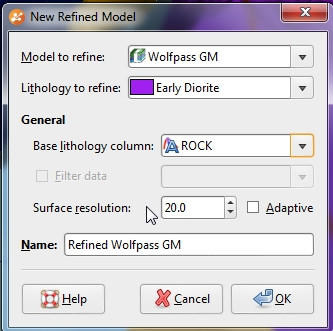 New Refined Model
Model to refine: Wolfpass GM
Lithology to refine: Early Diorite
General
Base lithology column: ROCK
Filter data
Surface resolution: 20.0 Adaptive
Name: Refined Wolfpass GM
Help Cancel OK